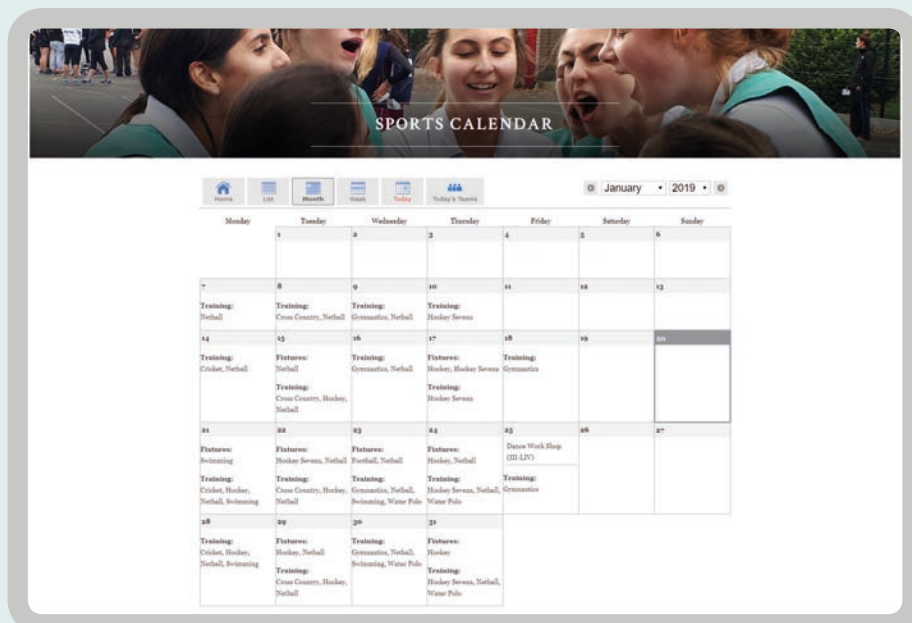 SPORTS CALENDAR
Home
List
Month
Week
Today
Today's Teams
January
2019
Monday
Tuesday
Wednesday
Thursday
Friday
Saturday
Sunday
1
2
3
4
5
6
7
Training:
Netball
8
Training:
Cross Country, Netball
9
Training:
Gymnastics, Netball
10
Training:
Hockey Sevens
11
12
13
14
Training:
Cricket, Netball
15
Fixtures:
Netball
Training:
Cross Country, Hockey,
Netball
16
Training:
Gymnastics, Netball
17
Fixtures:
Hockey, Hockey Sevens
Training:
Hockey Sevens
18
Training:
Gymnastics
19
20
21
Fixtures:
Swimming
Training:
Cricket, Hockey,
Netball, Swimming
22
Fixtures:
Hockey Sevens, Netball
Training:
Cross Country, Hockey,
Netball
23
Fixtures:
Football, Netball
Training:
Gymnastics, Netball,
Swimming, Water Polo
24
Fixtures:
Hockey, Netball
Training:
Hockey Sevens, Netball,
Water Polo
25
Dance Work Shop
(III-LIV)
Training:
Gymnastics
26
27
28
Training:
Cricket, Hockey,
Netball, Swimming
29
Fixtures:
Hockey, Netball
Training:
Cross Country, Hockey,
Netball
30
Training:
Gymnastics, Netball,
Swimming, Water Polo
31
Fixtures:
Hockey
Training:
Hockey Sevens, Netball,
Water Polo